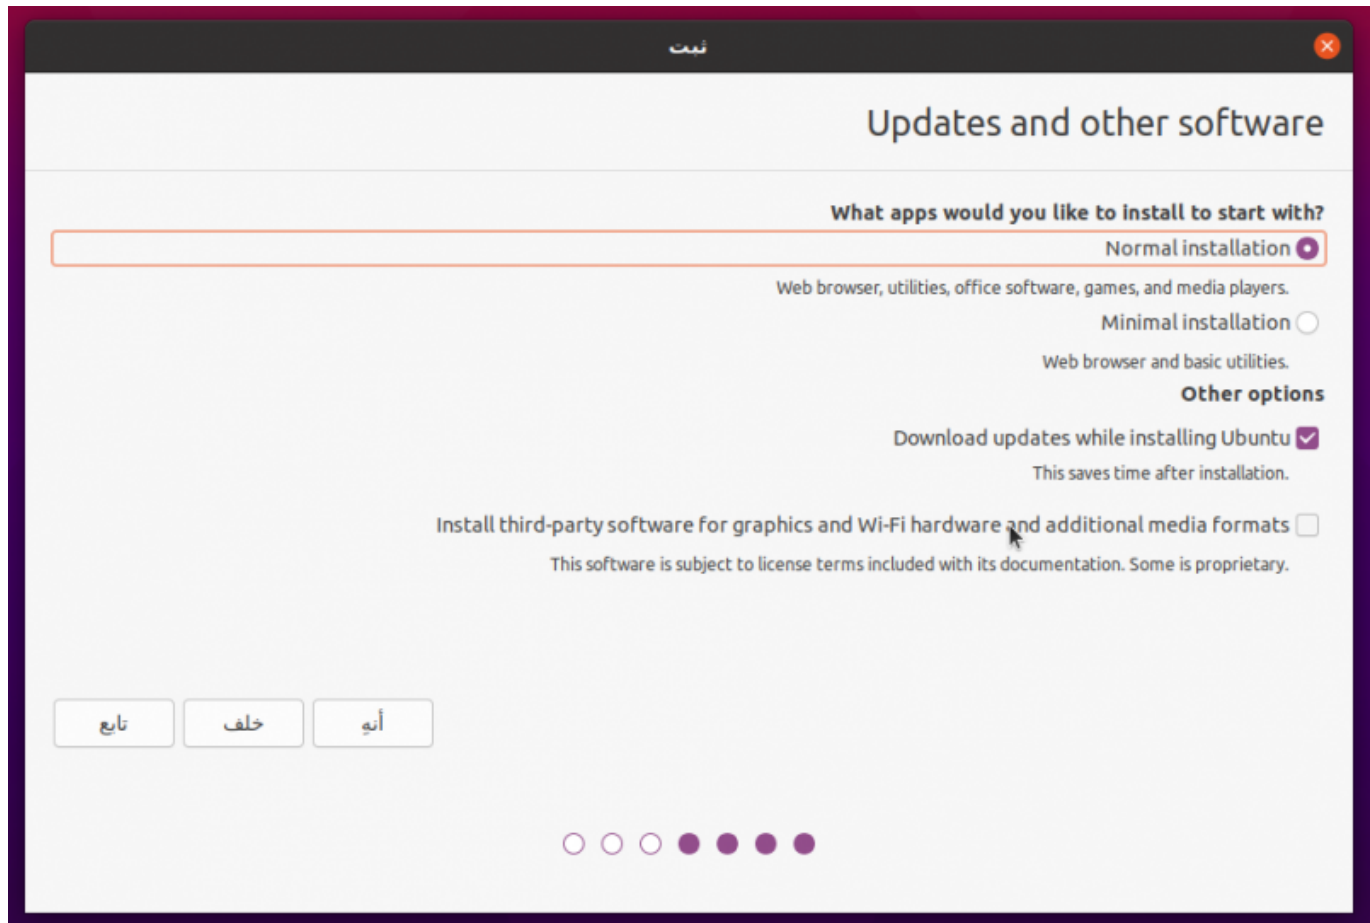 ثبت
Updates and other software
What apps would you like to install to start with?
Normal installation
Web browser, utilities, office software, games, and media players.
Minimal installation
Web browser and basic utilities.
Other options
Download updates while installing Ubuntu
This saves time after installation.
Install third-party software for graphics and Wi-Fi hardware and additional media formats
This software is subject to license terms included with its documentation. Some is proprietary.
أنهِ خلف تابع